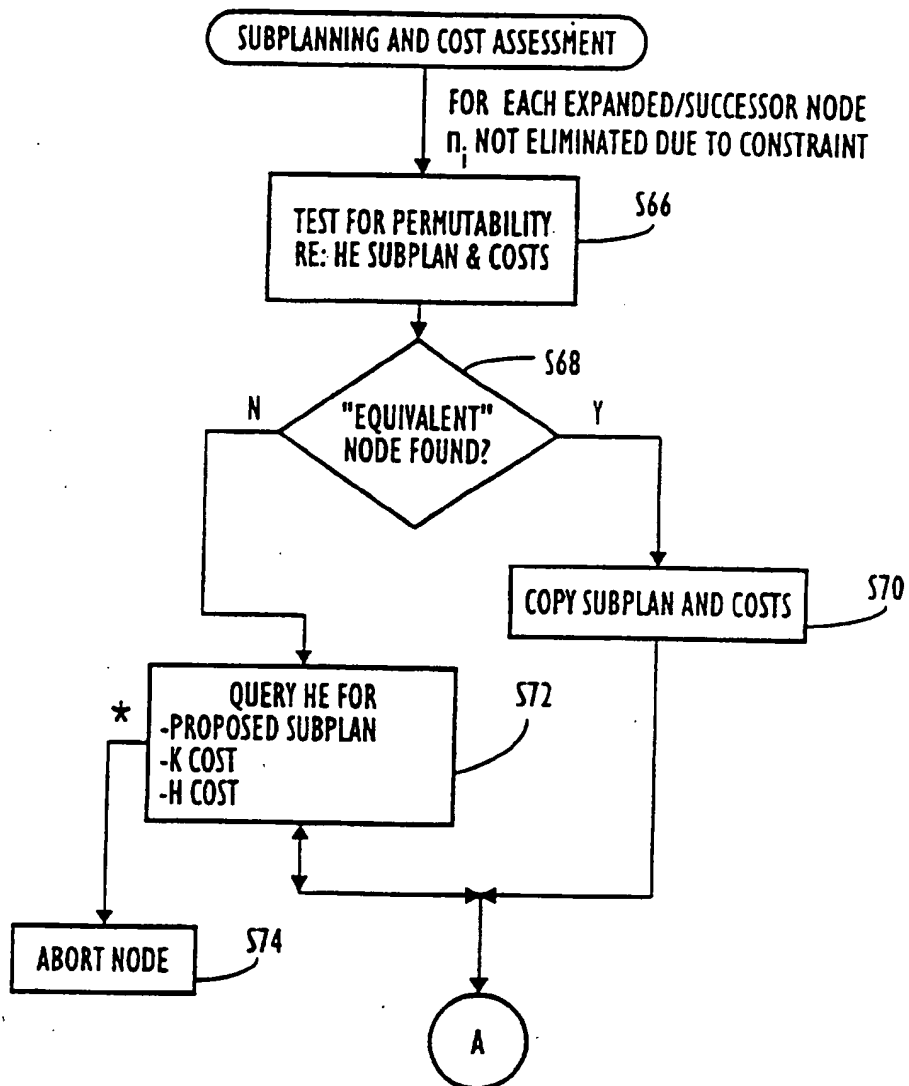 SUBPLANNING AND COST ASSESSMENT
FOR EACH EXPANDED/SUCCESSOR NODE
ni NOT ELIMINATED DUE TO CONSTRAINT
TEST FOR PERMUTABILITY
RE: HE SUBPLAN & COSTS
S66
S68
N
"EQUIVALENT"
NODE FOUND?
Y
COPY SUBPLAN AND COSTS
S70
*
QUERY HE FOR
-PROPOSED SUBPLAN
-K COST
-H COST
S72
ABORT NODE
S74
A